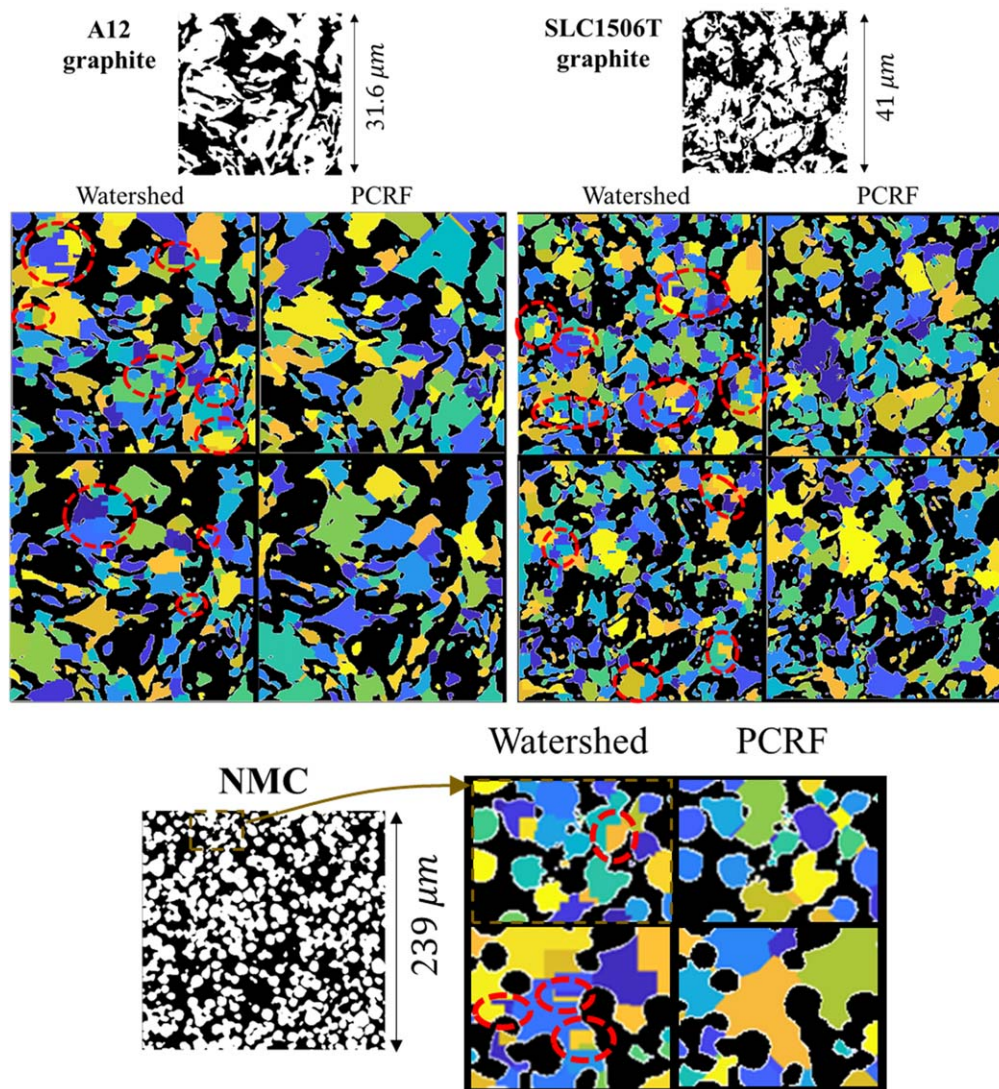 A12
graphite
31.6 μm
SLC1506T
graphite
41 μm
Watershed
PCRF
Watershed
PCRF
Watershed
PCRF
NMC
239 μm